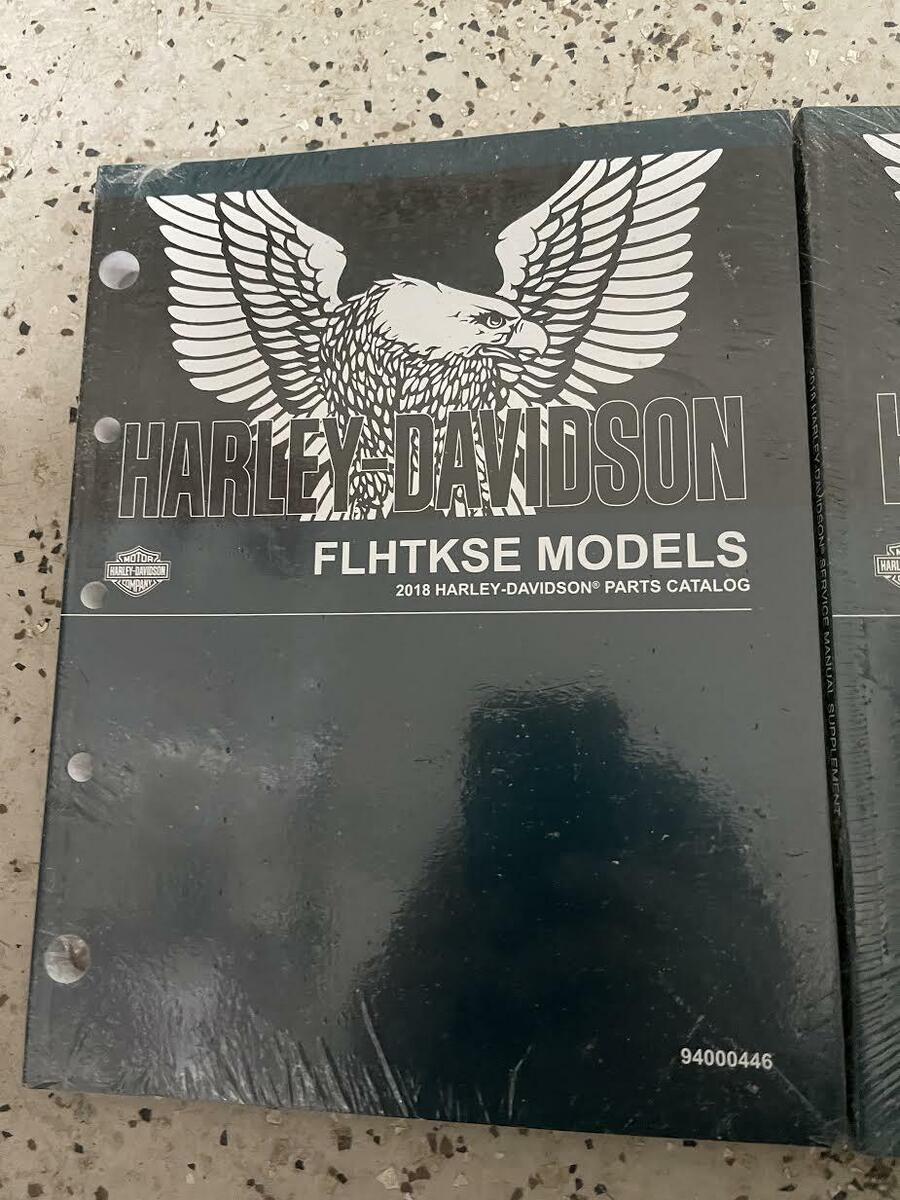 HARLEY-DAVIDSON
FLHTKSE MODELS
2018 HARLEY-DAVIDSON® PARTS CATALOG
MOTOR
HARLEY-DAVIDSON
COMPANY
94000446
2018 HARLEY-DAVIDSON® SERVICE MANUAL SUPPLEMENT